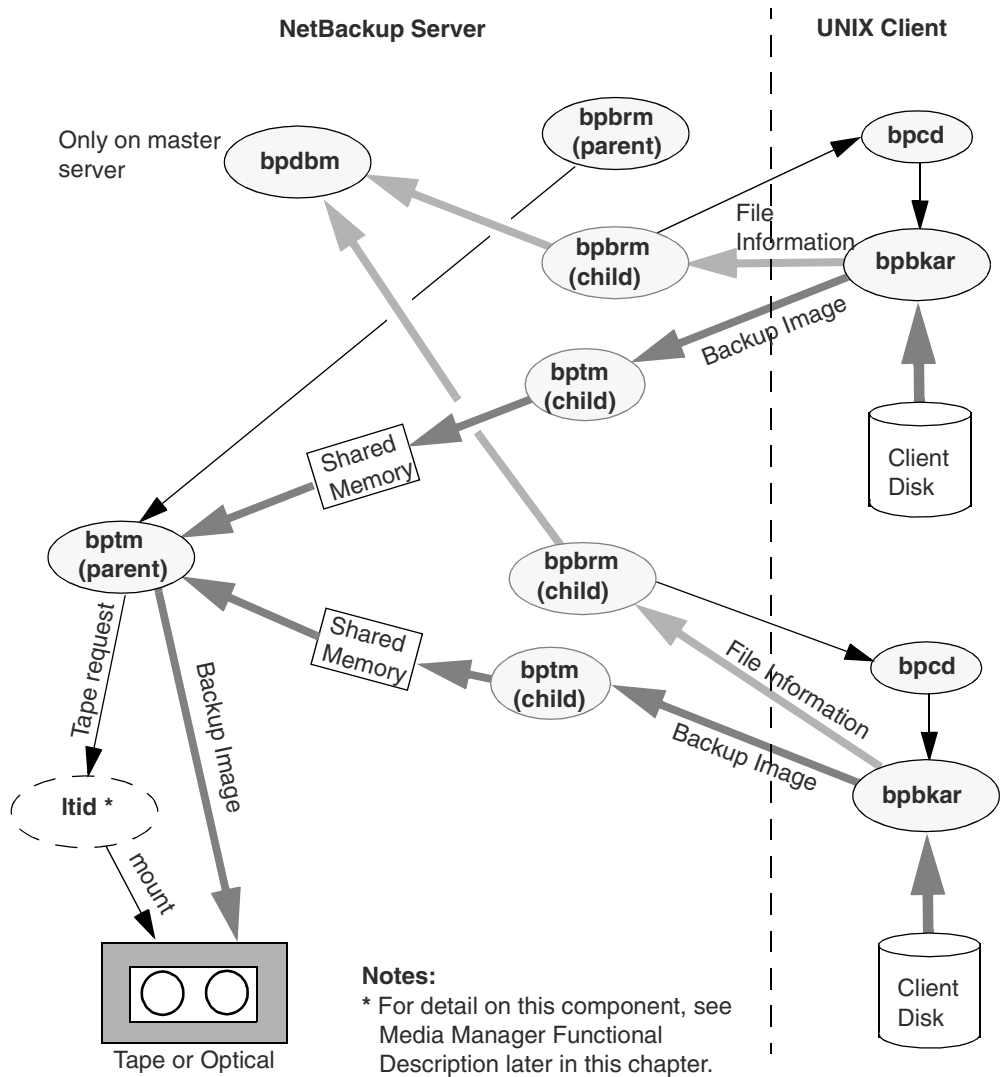 NetBackup Server
UNIX Client
Only on master
server
bpdbm
bpbrm
(parent)
bpcd
File
Information
bpbrm
(child)
bpbkar
Backup Image
bptm
(child)
Shared
Memory
Client
Disk
bptm
(parent)
bpbrm
(child)
Shared
Memory
bptm
(child)
File Information
bpcd
Tape request
Backup Image
Backup Image
bpbkar
ltid *
mount
Client
Disk
Tape or Optical
Notes:
* For detail on this component, see
Media Manager Functional
Description later in this chapter.